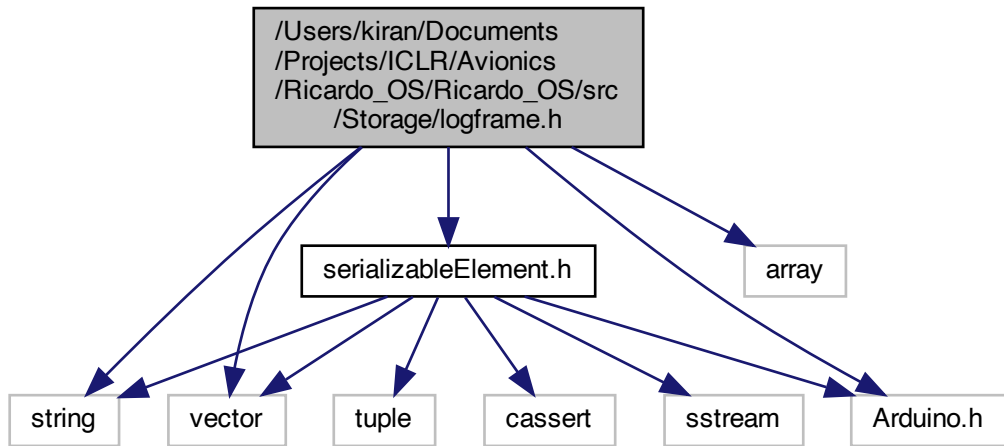 /Users/kiran/Documents
/Projects/ICLR/Avionics
/Ricardo_OS/Ricardo_OS/src
/Storage/logframe.h
serializableElement.h
array
string
vector
tuple
cassert
sstream
Arduino.h